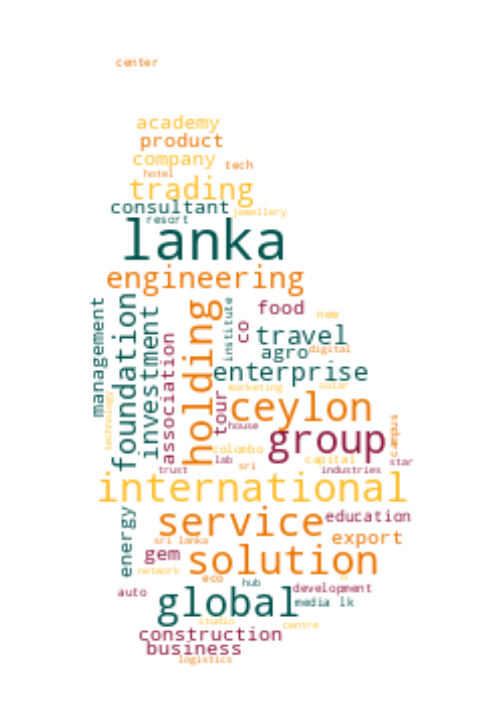 center
academy
product
company
tech
hotel
trading
consultant
jewellery
resort
lanka
engineering
management
foundation
investment
holding
institute
co
food
new
travel
agro
digital
enterprise
association
technology
tour
marketing
solar
ceylon
house
group
campus
colombo
lab
sri
capital
trust
industries
star
international
energy
service
education
sri lanka
export
gem
solution
network
eco
hub
auto
development
global
media
lk
studio
centre
construction
business
logistics